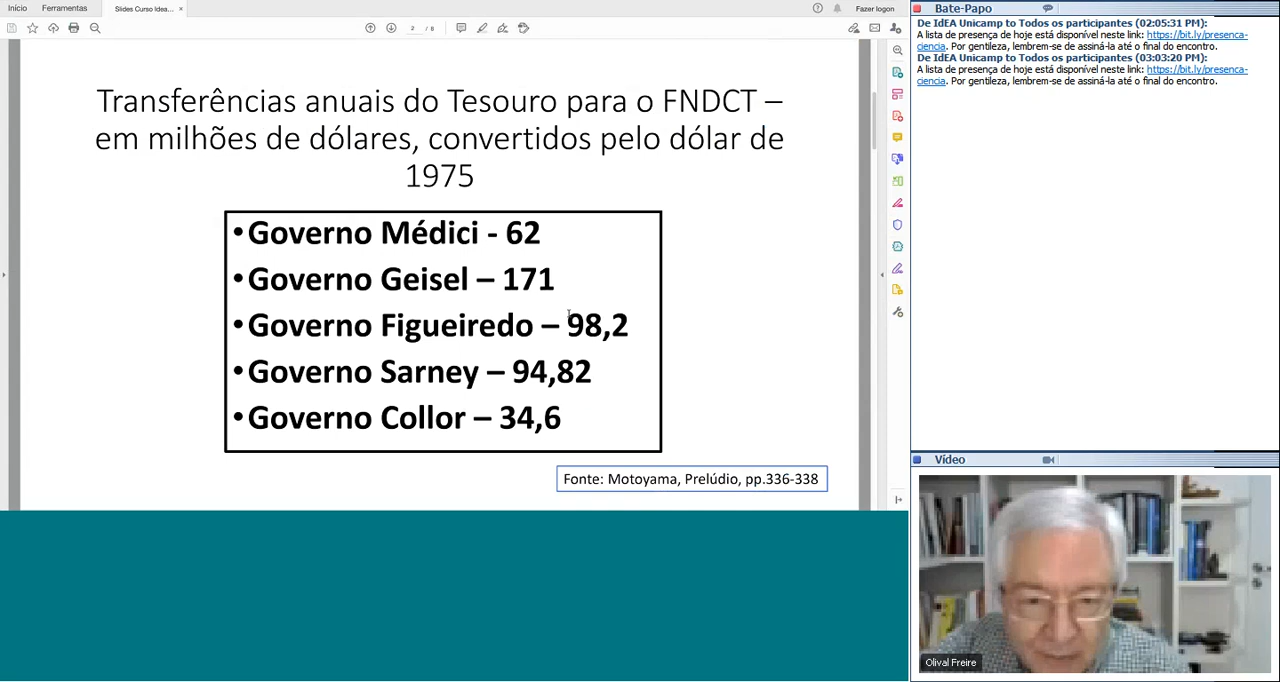 Início
Ferramentas
Slides Curso Idea...
×
Fazer logon
2 / 8
Transferências anuais do Tesouro para o FNDCT –
em milhões de dólares, convertidos pelo dólar de
1975
•Governo Médici - 62
•Governo Geisel – 171
•Governo Figueiredo – 98,2
•Governo Sarney – 94,82
•Governo Collor – 34,6
Fonte: Motoyama, Prelúdio, pp.336-338
Bate-Papo
De IdEA Unicamp to Todos os participantes (02:05:31 PM):
A lista de presença de hoje está disponível neste link: https://bit.ly/presenca-
ciencia. Por gentileza, lembrem-se de assiná-la até o final do encontro.
De IdEA Unicamp to Todos os participantes (03:03:20 PM):
A lista de presença de hoje está disponível neste link: https://bit.ly/presenca-
ciencia. Por gentileza, lembrem-se de assiná-la até o final do encontro.
Vídeo
Olival Freire